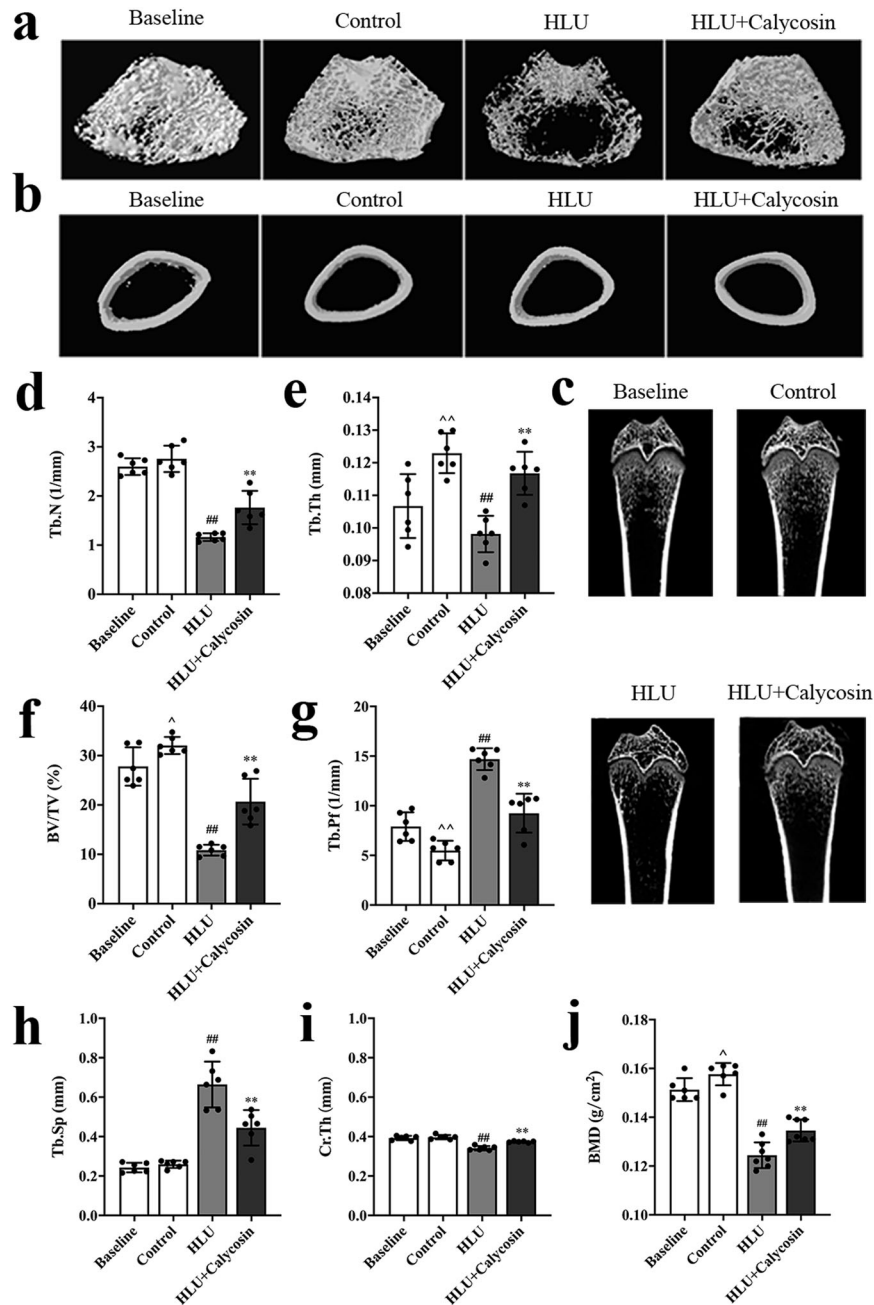 a
Baseline
Control
HLU
HLU+Calycosin
b
Baseline
Control
HLU
HLU+Calycosin
d
Tb.N (1/mm)
4
3
2
1
0
##
**
Baseline
Control
HLU
HLU+Calycosin
e
Tb.Th (mm)
0.14
0.13
0.12
0.11
0.10
0.09
0.08
^^
##
**
Baseline
Control
HLU
HLU+Calycosin
c
Baseline
Control
HLU
HLU+Calycosin
f
BV/TV (%)
40
30
20
10
0
^
##
**
Baseline
Control
HLU
HLU+Calycosin
g
Tb.Pf (1/mm)
20
15
10
5
0
^^
##
**
Baseline
Control
HLU
HLU+Calycosin
h
Tb.Sp (mm)
1.0
0.8
0.6
0.4
0.2
0.0
##
**
Baseline
Control
HLU
HLU+Calycosin
i
Cr.Th (mm)
1.0
0.8
0.6
0.4
0.2
0.0
##
**
Baseline
Control
HLU
HLU+Calycosin
j
BMD (g/cm²)
0.18
0.16
0.14
0.12
0.10
^
##
**
Baseline
Control
HLU
HLU+Calycosin